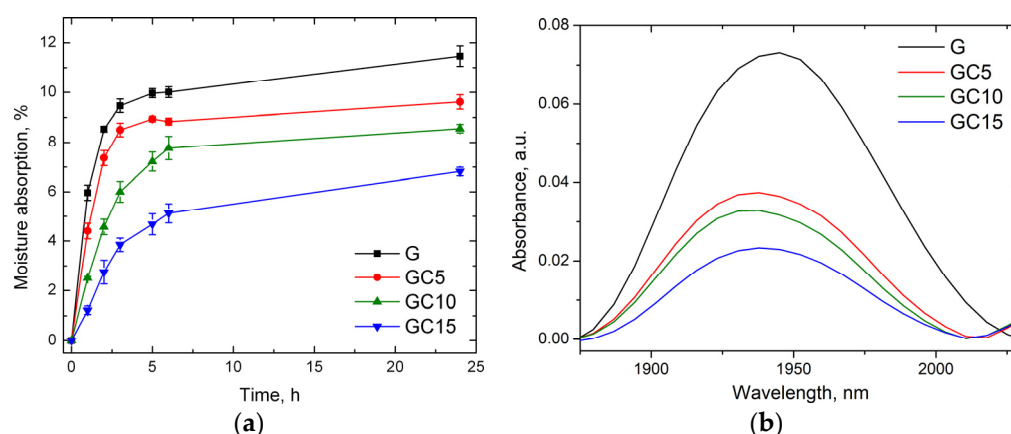 12
10
8
6
4
2
0
Moisture absorption, %
G
GC5
GC10
GC15
0 5 10 15 20 25
Time, h
(a)
0.08
0.06
0.04
0.02
0.00
Absorbance, a.u.
G
GC5
GC10
GC15
1900 1950 2000
Wavelength, nm
(b)